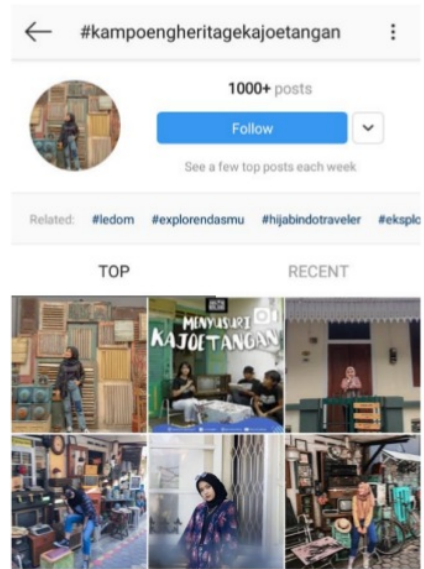 #kampoengheritagekajoetangan
1000+ posts
Follow
See a few top posts each week
Related: #ledom #explorendasmu #hijabindotraveler #eksplo
TOP RECENT
MENYUSURI
KAJOETANGAN